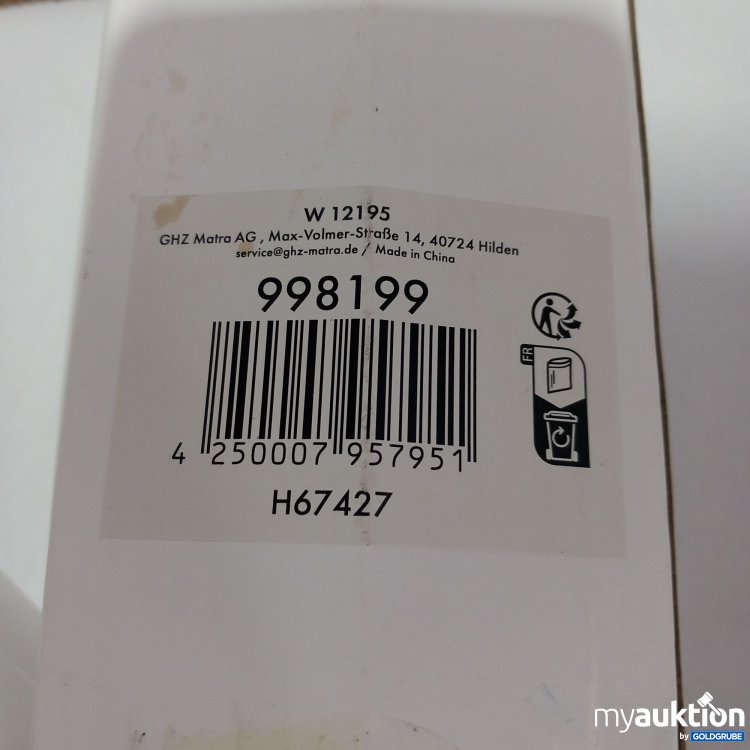 W 12195
GHZ Matra AG , Max-Volmer-Straße 14, 40724 Hilden
service@ghz-matra.de / Made in China
998199
FR
4 250007 957951
H67427
myauktion
by GOLDGRUBE